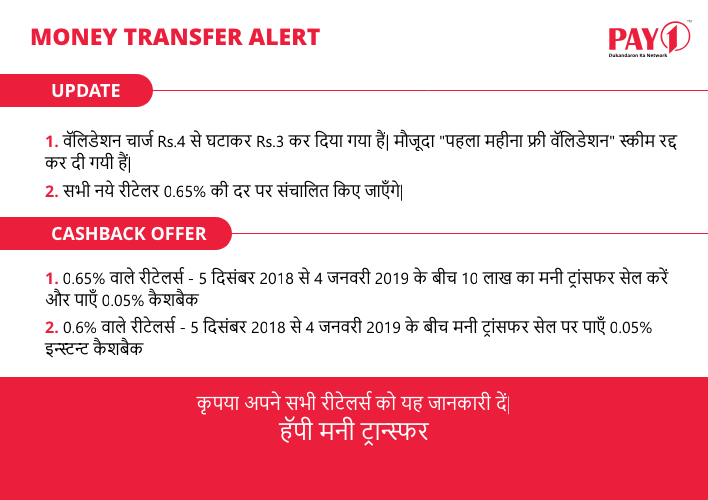 MONEY TRANSFER ALERT
PAY1
TM
Dukandaron Ka Network
UPDATE
1. वॅलिडेशन चार्ज Rs.4 से घटाकर Rs.3 कर दिया गया हैं| मौजूदा "पहला महीना फ्री वॅलिडेशन" स्कीम रद्द
कर दी गयी हैं|
2. सभी नये रीटेलर 0.65% की दर पर संचालित किए जाएँगे|
CASHBACK OFFER
1. 0.65% वाले रीटेलर्स - 5 दिसंबर 2018 से 4 जनवरी 2019 के बीच 10 लाख का मनी ट्रांसफर सेल करें
और पाएँ 0.05% कैशबैक
2. 0.6% वाले रीटेलर्स - 5 दिसंबर 2018 से 4 जनवरी 2019 के बीच मनी ट्रांसफर सेल पर पाएँ 0.05%
इन्स्टन्ट कैशबैक
कृपया अपने सभी रीटेलर्स को यह जानकारी दें|
हॅपी मनी ट्रान्स्फर